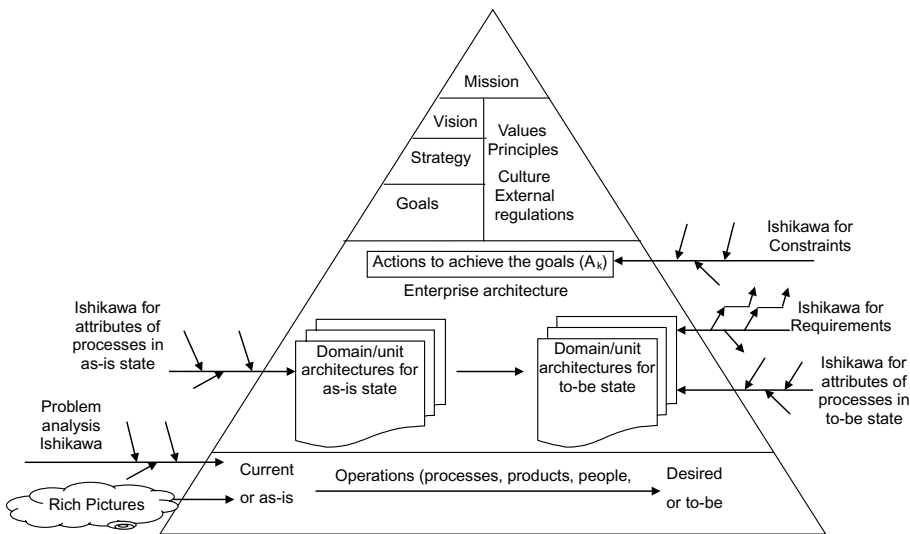 Mission
Vision
Values
Principles
Strategy
Culture
External
regulations
Goals
Ishikawa for
Constraints
Actions to achieve the goals (Ak)
Enterprise architecture
Ishikawa for
attributes of
processes in
as-is state
Domain/unit
architectures for
as-is state
Domain/unit
architectures for
to-be state
Ishikawa for
Requirements
Ishikawa for
attributes of
processes in
to-be state
Problem
analysis
Ishikawa
Rich Pictures
Current
or as-is
Operations (processes, products, people,
Desired
or to-be